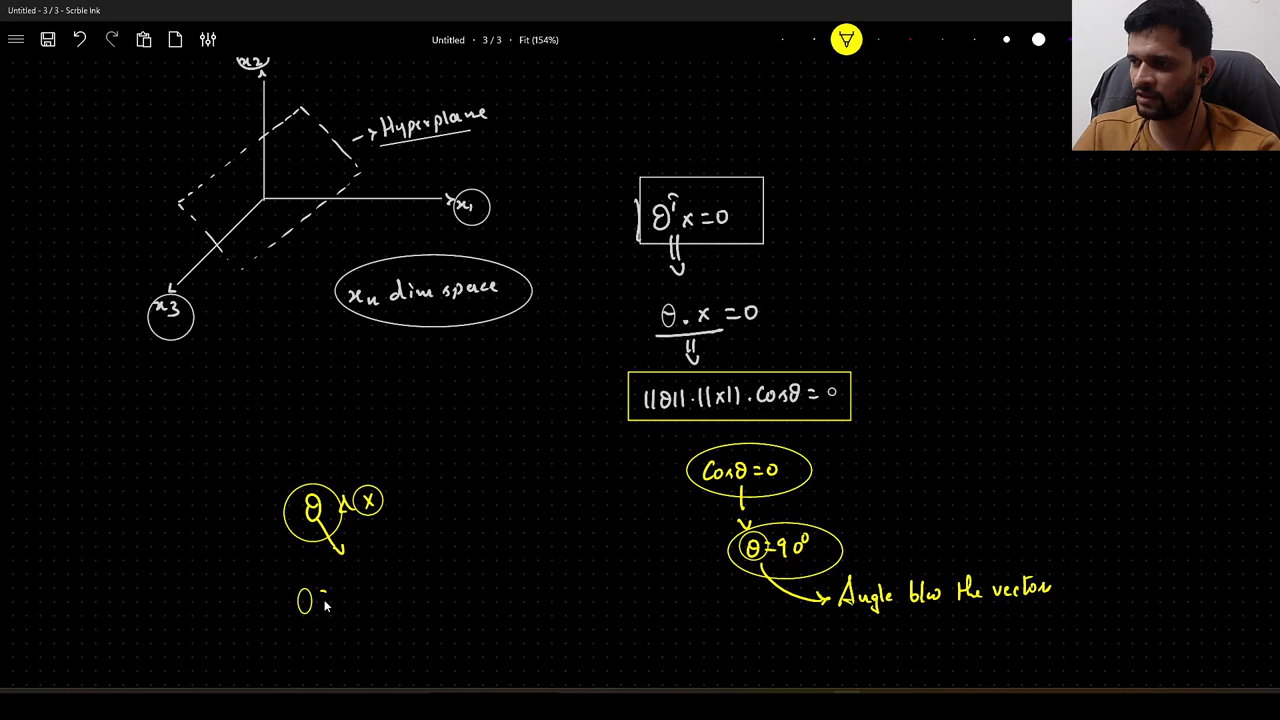 Untitled - 3 / 3 - Scrble Ink
Untitled • 3 / 3 • Fit (154%)
x2
Hyperplane
x1
x3
xn dim space
θᵀx = 0
θ . x = 0
||θ|| . ||x|| . Cosθ = 0
Cosθ = 0
θ = 90°
Angle b/w the vector
θ & x